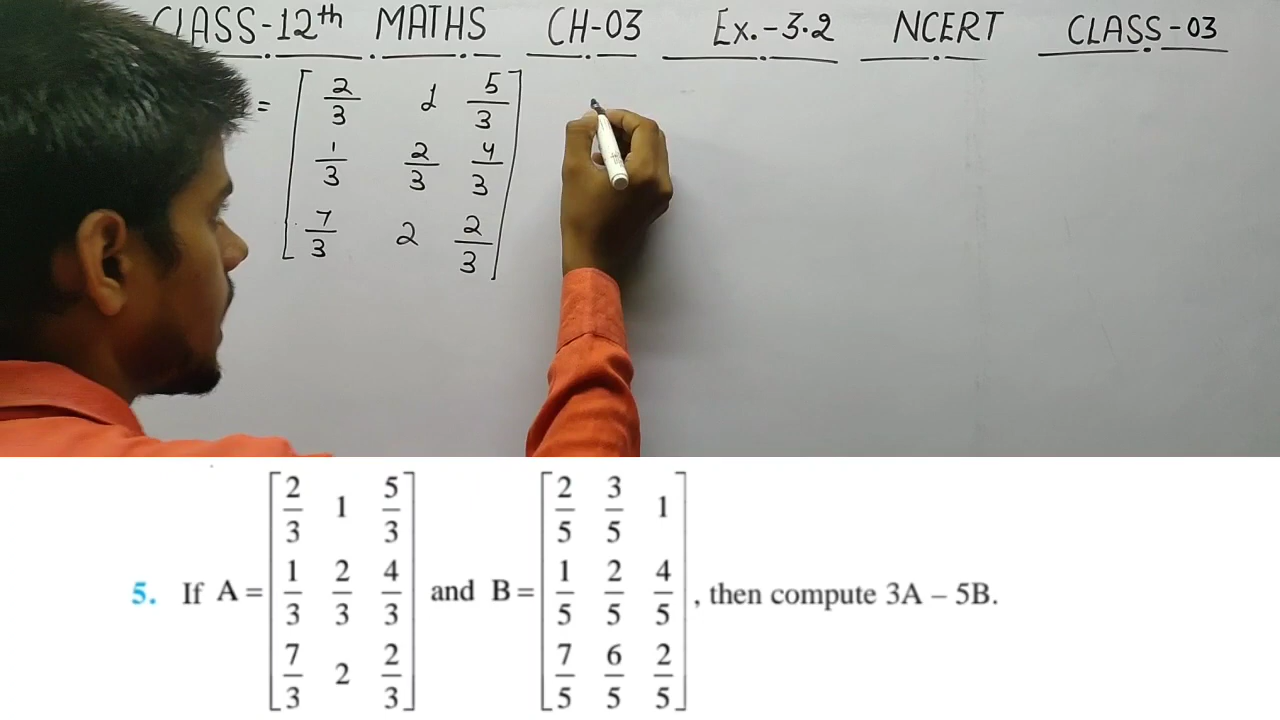 CLASS-12th MATHS CH-03 Ex.-3.2 NCERT CLASS-03
= [ 2/3 1 5/3
1/3 2/3 4/3
7/3 2 2/3 ]
5. If A = [ 2/3 1 5/3
1/3 2/3 4/3
7/3 2 2/3 ] and B = [ 2/5 3/5 1
1/5 2/5 4/5
7/5 6/5 2/5 ], then compute 3A – 5B.